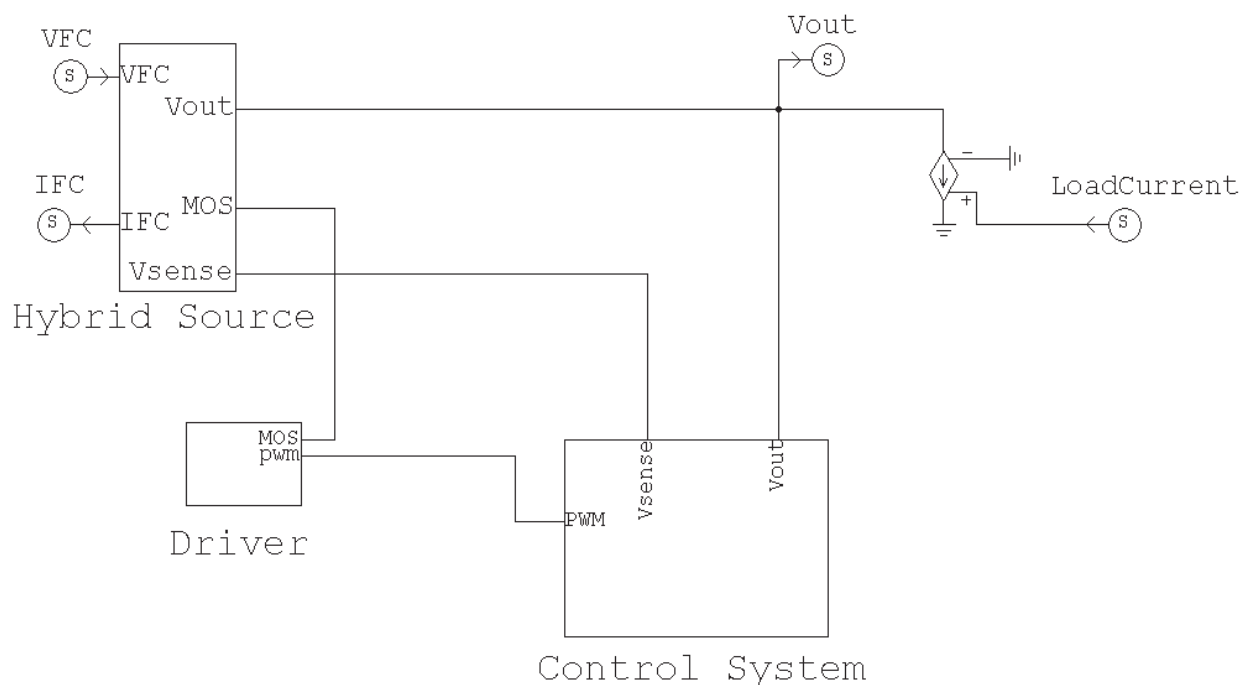 Vout
S
VFC
S
VFC
Vout
IFC
S
IFC
MOS
Vsense
Hybrid Source
-
+
LoadCurrent
S
MOS
pwm
Driver
Vsense
Vout
PWM
Control System